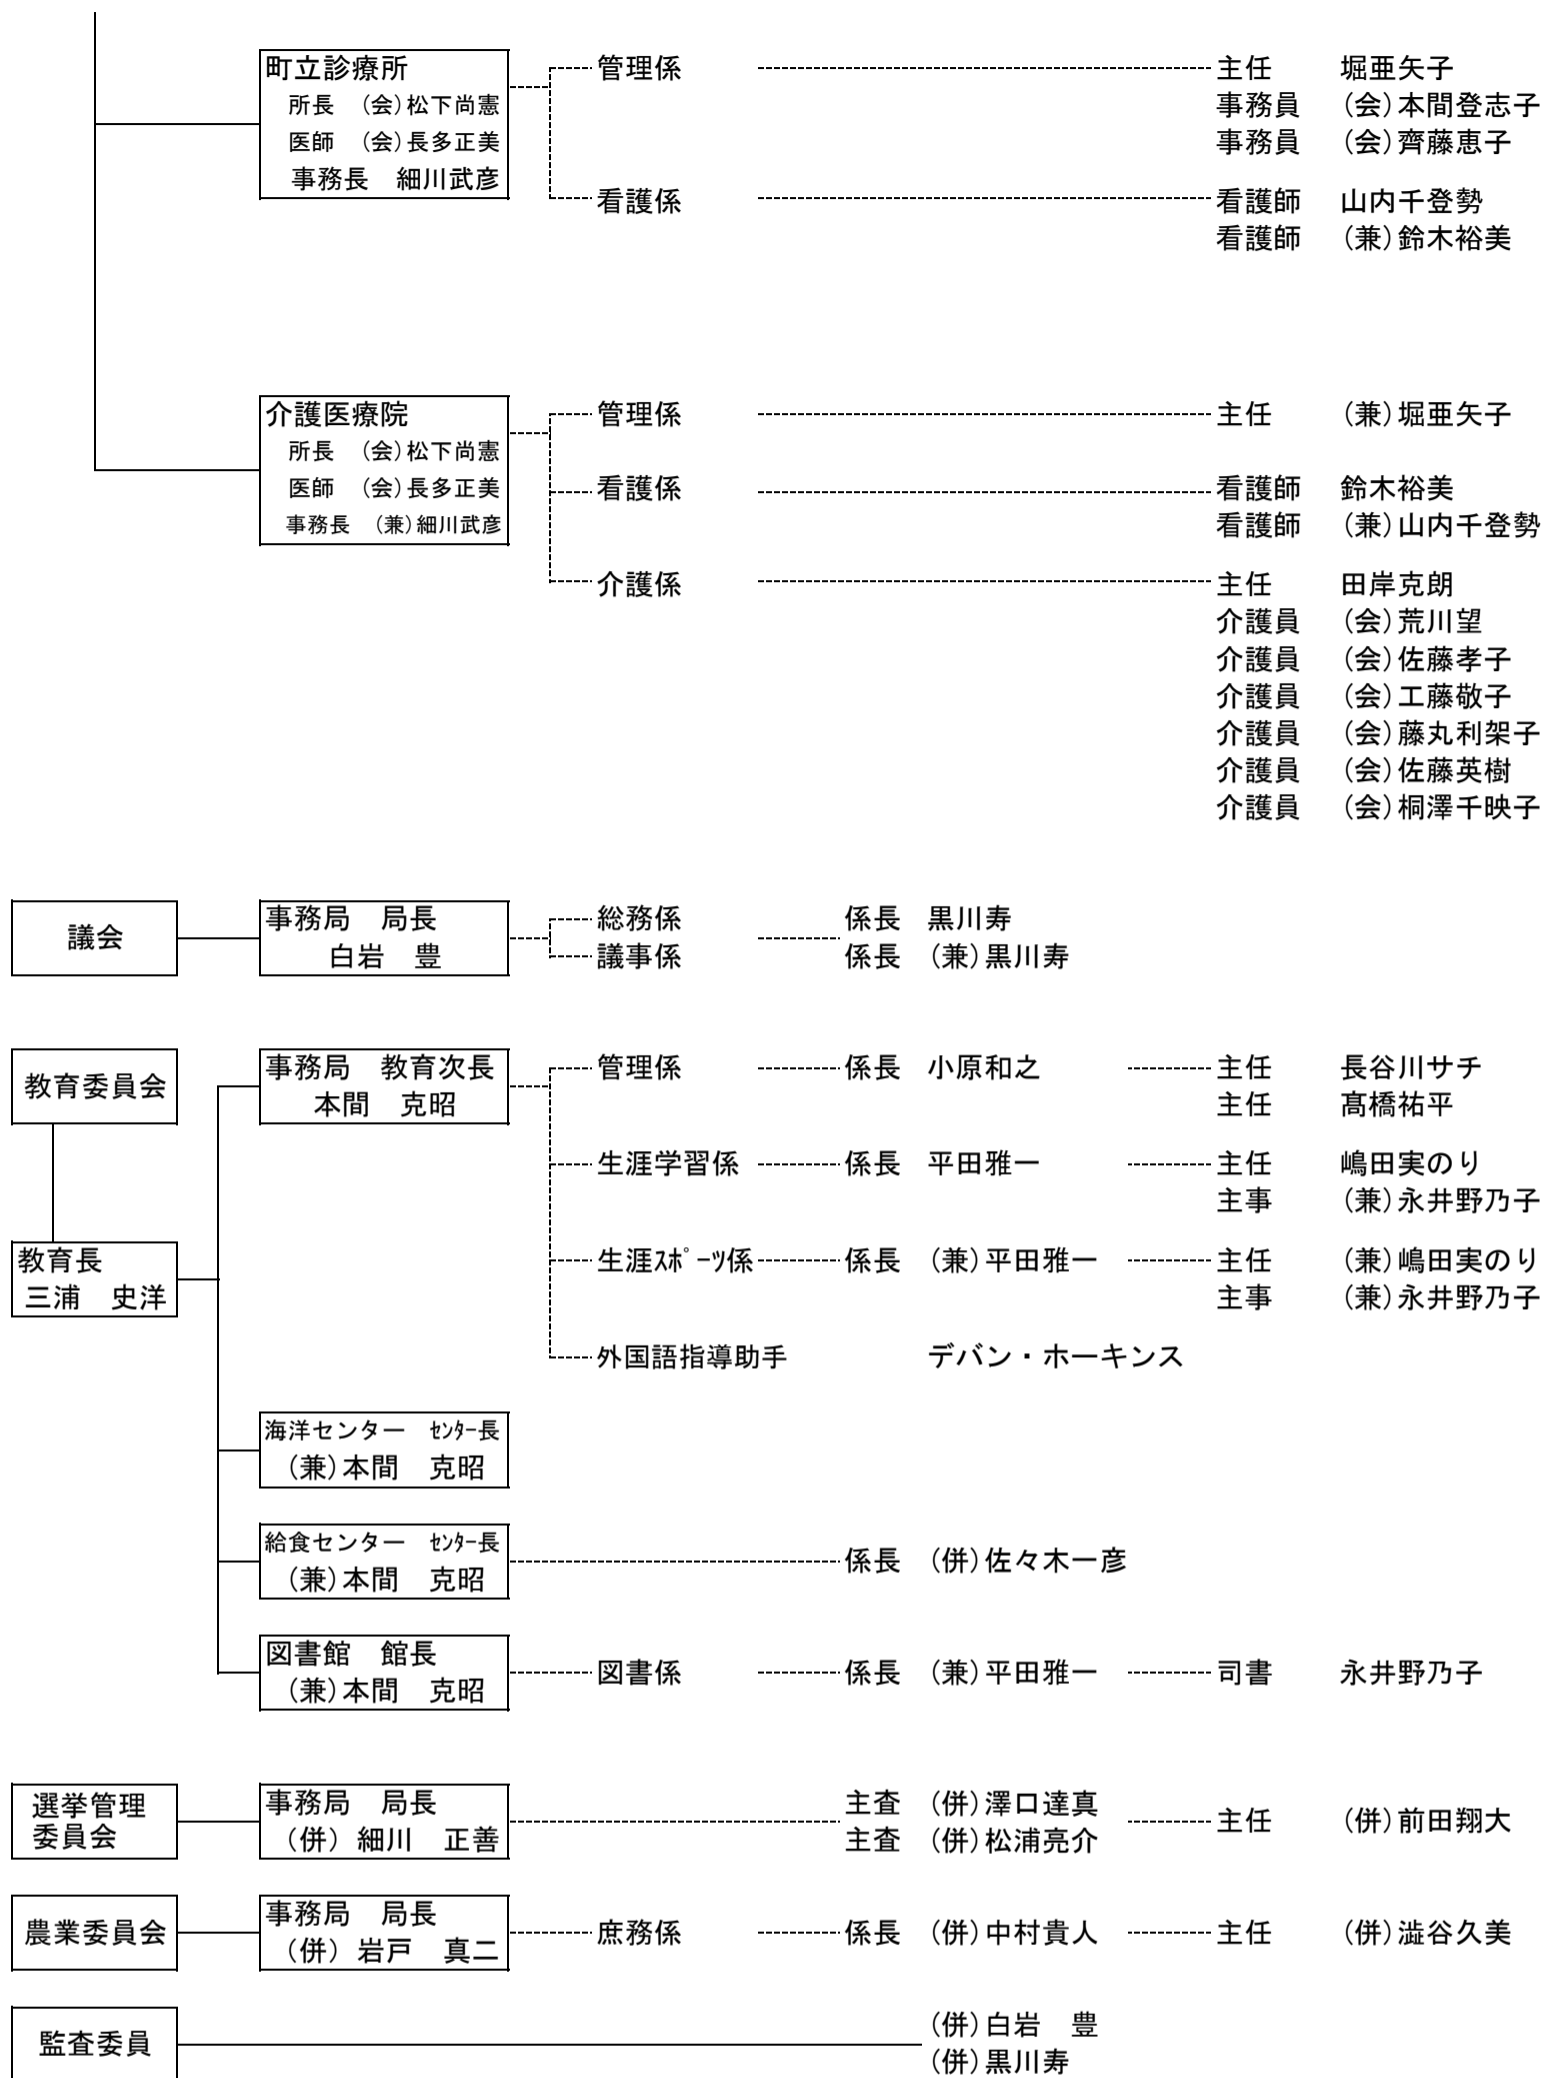 町立診療所 管理係 主任 堀亜矢子
所長 (会)松下尚憲 事務員 (会)本間登志子
医師 (会)長多正美 事務員 (会)齊藤恵子
事務長 細川武彦
看護係 看護師 山内千登勢
看護師 (兼)鈴木裕美
介護医療院 管理係 主任 (兼)堀亜矢子
所長 (会)松下尚憲
医師 (会)長多正美 看護係 看護師 鈴木裕美
事務長 (兼)細川武彦 看護師 (兼)山内千登勢
介護係 主任 田岸克朗
介護員 (会)荒川望
介護員 (会)佐藤孝子
介護員 (会)工藤敬子
介護員 (会)藤丸利架子
介護員 (会)佐藤英樹
介護員 (会)桐澤千映子
議会 事務局 局長 総務係 係長 黒川寿
白岩 豊 議事係 係長 (兼)黒川寿
教育委員会 事務局 教育次長 管理係 係長 小原和之 主任 長谷川サチ
本間 克昭 主任 髙橋祐平
生涯学習係 係長 平田雅一 主任 嶋田実のり
主事 (兼)永井野乃子
教育長 生涯ｽﾎﾟｰﾂ係 係長 (兼)平田雅一 主任 (兼)嶋田実のり
三浦 史洋 主事 (兼)永井野乃子
外国語指導助手 デバン・ホーキンス
海洋センター ｾﾝﾀｰ長
(兼)本間 克昭
給食センター ｾﾝﾀｰ長 係長 (併)佐々木一彦
(兼)本間 克昭
図書館 館長 図書係 係長 (兼)平田雅一 司書 永井野乃子
(兼)本間 克昭
選挙管理 事務局 局長 主査 (併)澤口達真 主任 (併)前田翔大
委員会 (併) 細川 正善 主査 (併)松浦亮介
農業委員会 事務局 局長 庶務係 係長 (併)中村貴人 主任 (併)澁谷久美
(併) 岩戸 真二
監査委員 (併)白岩 豊
(併)黒川寿